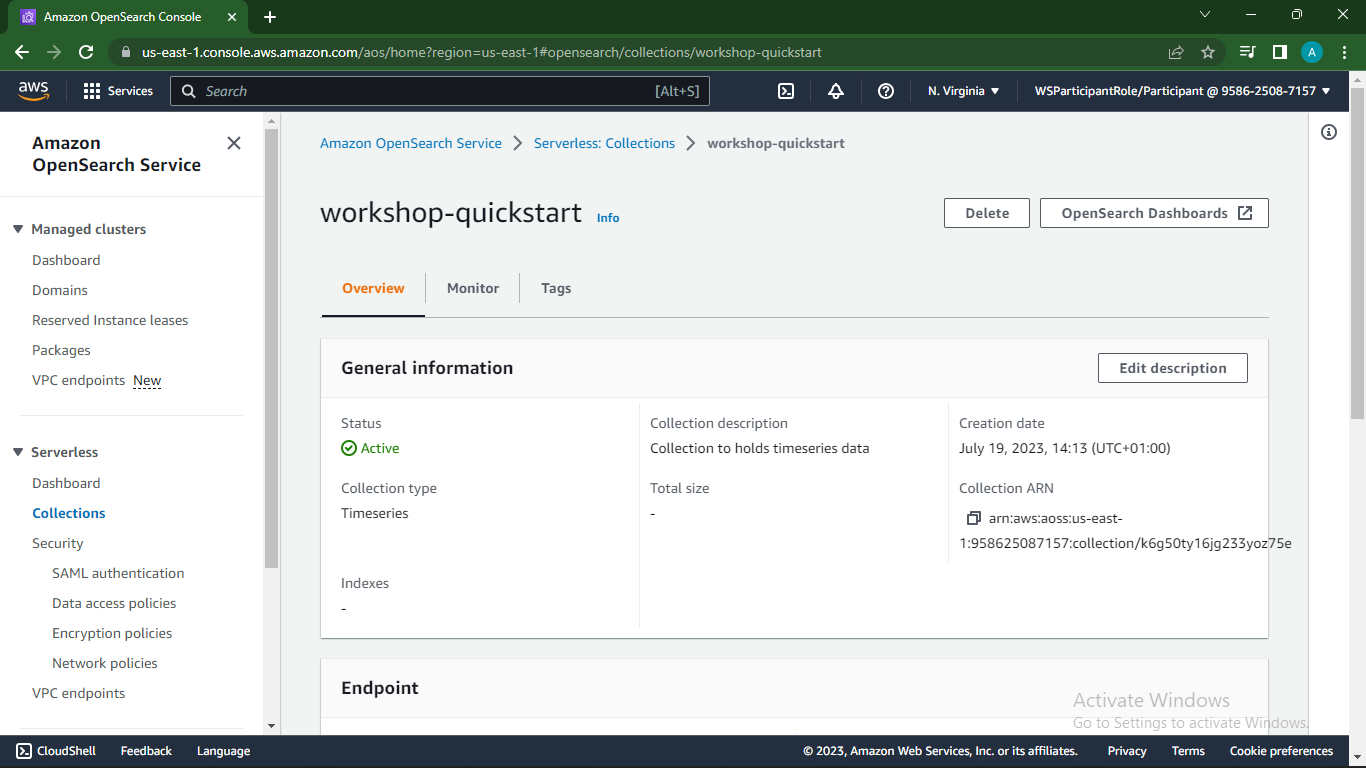 Amazon OpenSearch Console
us-east-1.console.aws.amazon.com/aos/home?region=us-east-1#opensearch/collections/workshop-quickstart
A
aws
Services
Search
[Alt+S]
N. Virginia
WSParticipantRole/Participant @ 9586-2508-7157
Amazon
OpenSearch Service
Managed clusters
Dashboard
Domains
Reserved Instance leases
Packages
VPC endpoints New
Serverless
Dashboard
Collections
Security
SAML authentication
Data access policies
Encryption policies
Network policies
VPC endpoints
Amazon OpenSearch Service
Serverless: Collections
workshop-quickstart
workshop-quickstart Info
Delete
OpenSearch Dashboards
Overview
Monitor
Tags
General information
Edit description
Status
Active
Collection type
Timeseries
Indexes
-
Collection description
Collection to holds timeseries data
Total size
-
Creation date
July 19, 2023, 14:13 (UTC+01:00)
Collection ARN
arn:aws:aoss:us-east-
1:958625087157:collection/k6g50ty16jg233yoz75e
Endpoint
Activate Windows
Go to Settings to activate Windows.
CloudShell
Feedback
Language
© 2023, Amazon Web Services, Inc. or its affiliates.
Privacy
Terms
Cookie preferences